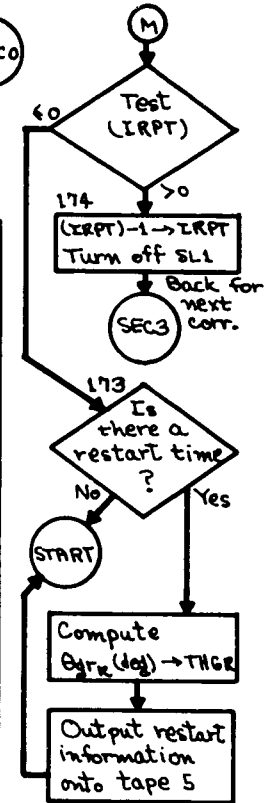 M
Test
(IRPT)
≤0
>0
174
(IRPT)-1→IRPT
Turn off SL1
Back for
next
corr.
SEC3
173
Is
there a
restart time
?
No
Yes
START
Compute
θgrₖ(deg)→THGR
Output restart
information
onto tape 5